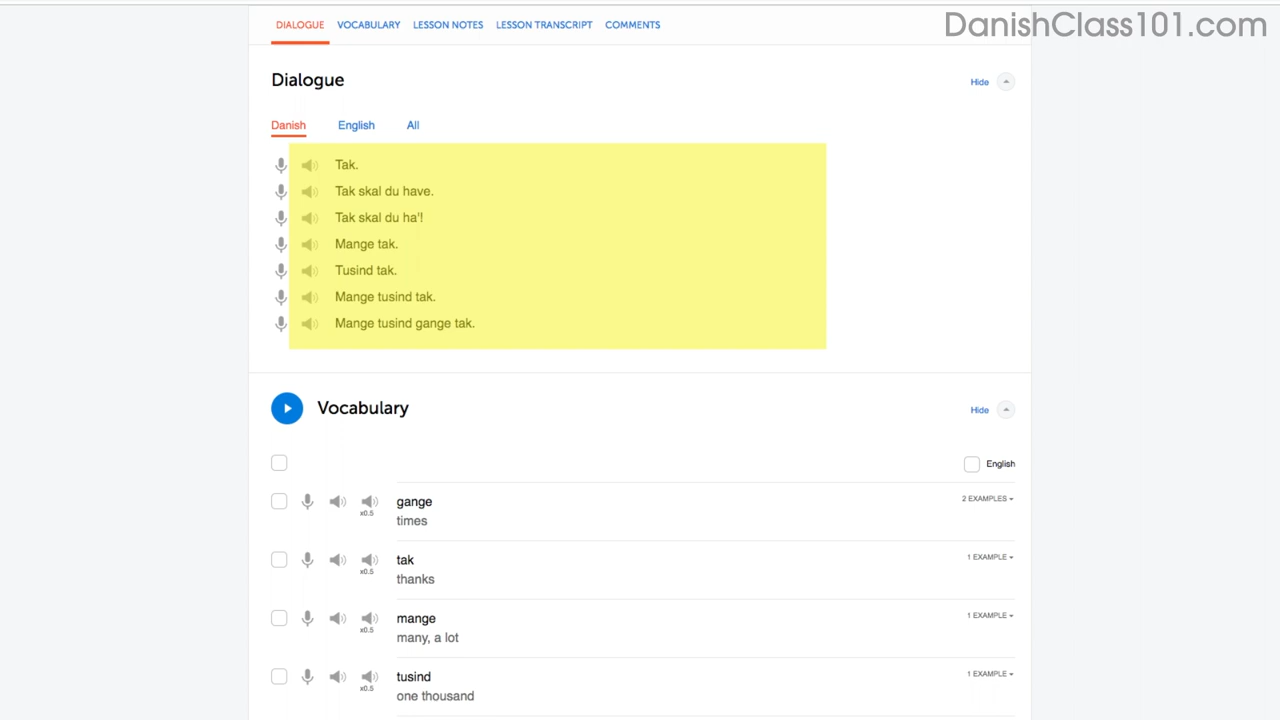 DanishClass101.com
DIALOGUE VOCABULARY LESSON NOTES LESSON TRANSCRIPT COMMENTS
Dialogue
Hide
Danish English All
Tak.
Tak skal du have.
Tak skal du ha'!
Mange tak.
Tusind tak.
Mange tusind tak.
Mange tusind gange tak.
Vocabulary
Hide
English
gange
2 EXAMPLES
x0.5
times
tak
1 EXAMPLE
x0.5
thanks
mange
1 EXAMPLE
x0.5
many, a lot
tusind
1 EXAMPLE
x0.5
one thousand